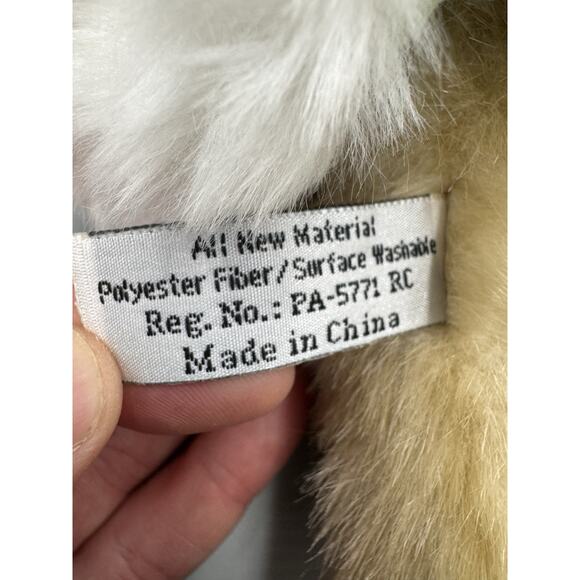 All New Material
Polyester Fiber/Surface Washable
Reg. No.: PA-5771 RC
Made in China